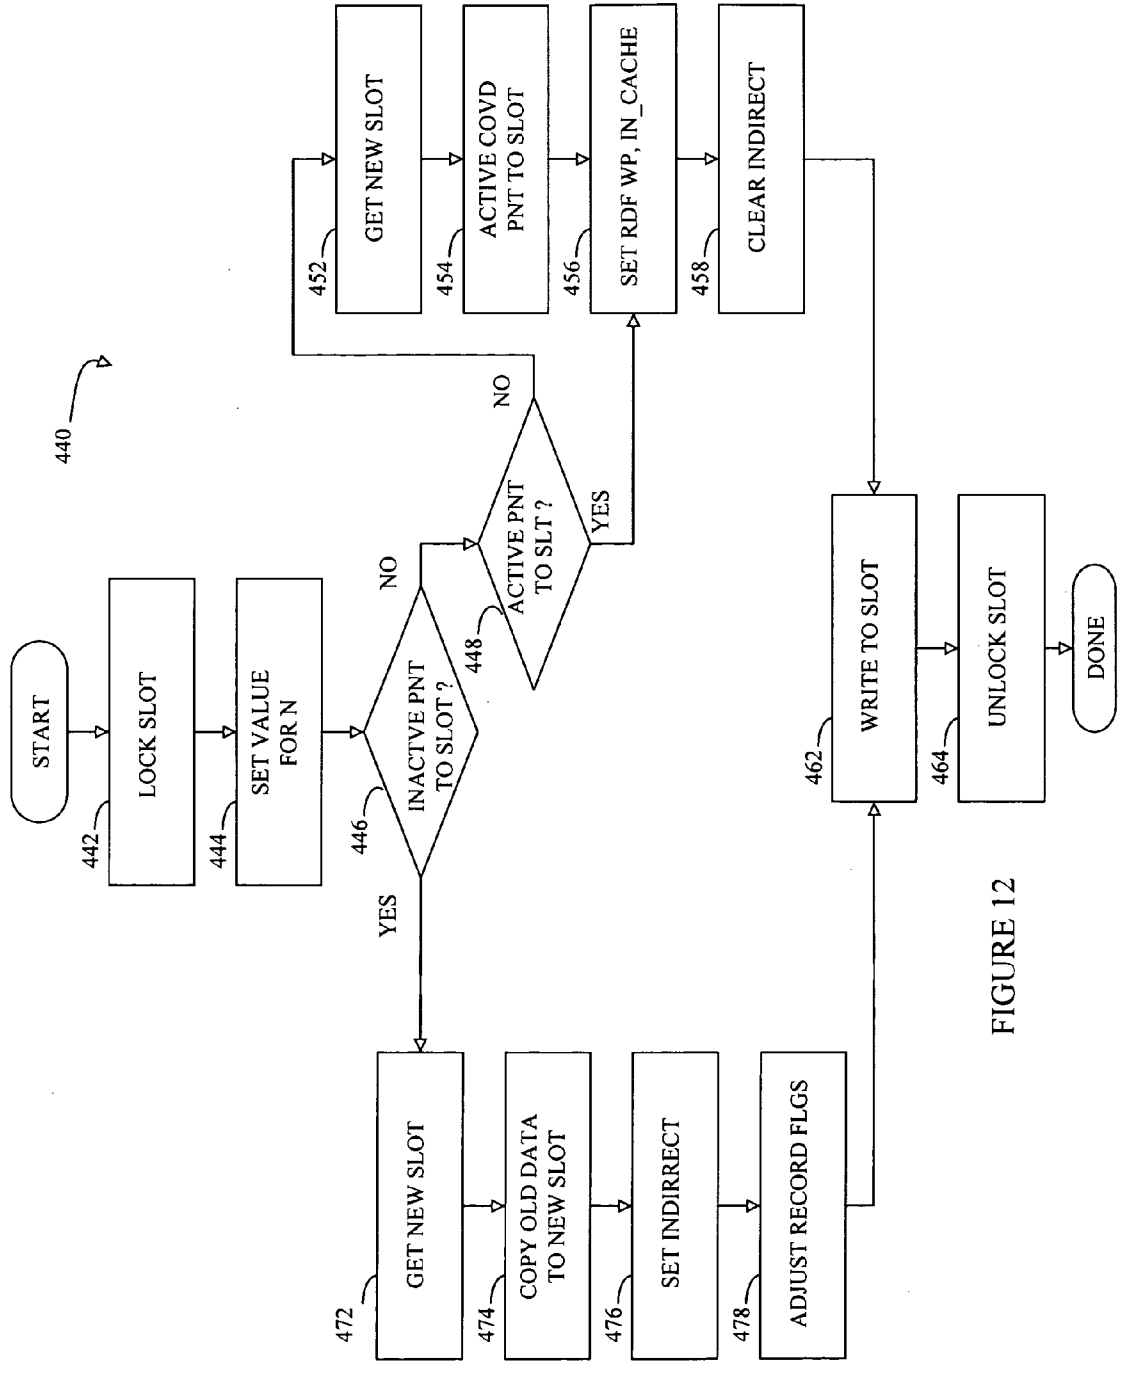 440
START
442
LOCK SLOT
444
SET VALUE
FOR N
446
INACTVE PNT
TO SLOT ?
YES
NO
448
ACTIVE PNT
TO SLT ?
NO
YES
452
GET NEW SLOT
454
ACTIVE COVD
PNT TO SLOT
456
SET RDF WP, IN_CACHE
458
CLEAR INDIRECT
472
GET NEW SLOT
474
COPY OLD DATA
TO NEW SLOT
476
SET INDIRRECT
478
ADJUST RECORD FLGS
462
WRITE TO SLOT
464
UNLOCK SLOT
DONE
FIGURE 12